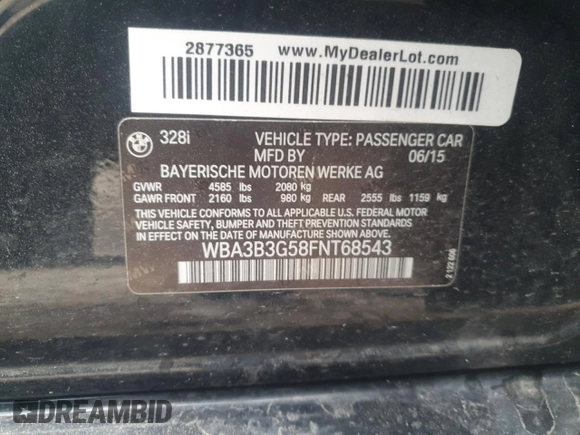 2877365 www.MyDealerLot.com
328i VEHICLE TYPE: PASSENGER CAR
MFD BY 06/15
BAYERISCHE MOTOREN WERKE AG
GVWR 4585 lbs 2080 kg
GAWR FRONT 2160 lbs 980 kg REAR 2555 lbs 1159 kg
THIS VEHICLE CONFORMS TO ALL APPLICABLE U.S. FEDERAL MOTOR
VEHICLE SAFETY, BUMPER, AND THEFT PREVENTION STANDARDS
IN EFFECT ON THE DATE OF MANUFACTURE SHOWN ABOVE.
WBA3B3G58FNT68543
DREAMBID